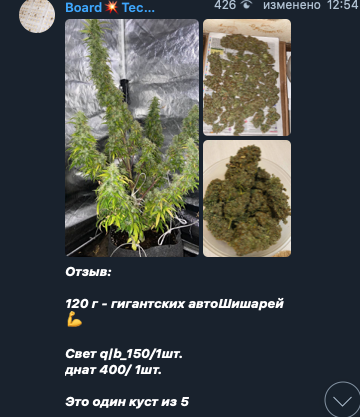 Board💥Tec...
426 изменено 12:54
Отзыв:
120 г - гигантских автоШишарей
💪
Свет q|b_150/1шт.
днат 400/ 1шт.
Это один куст из 5